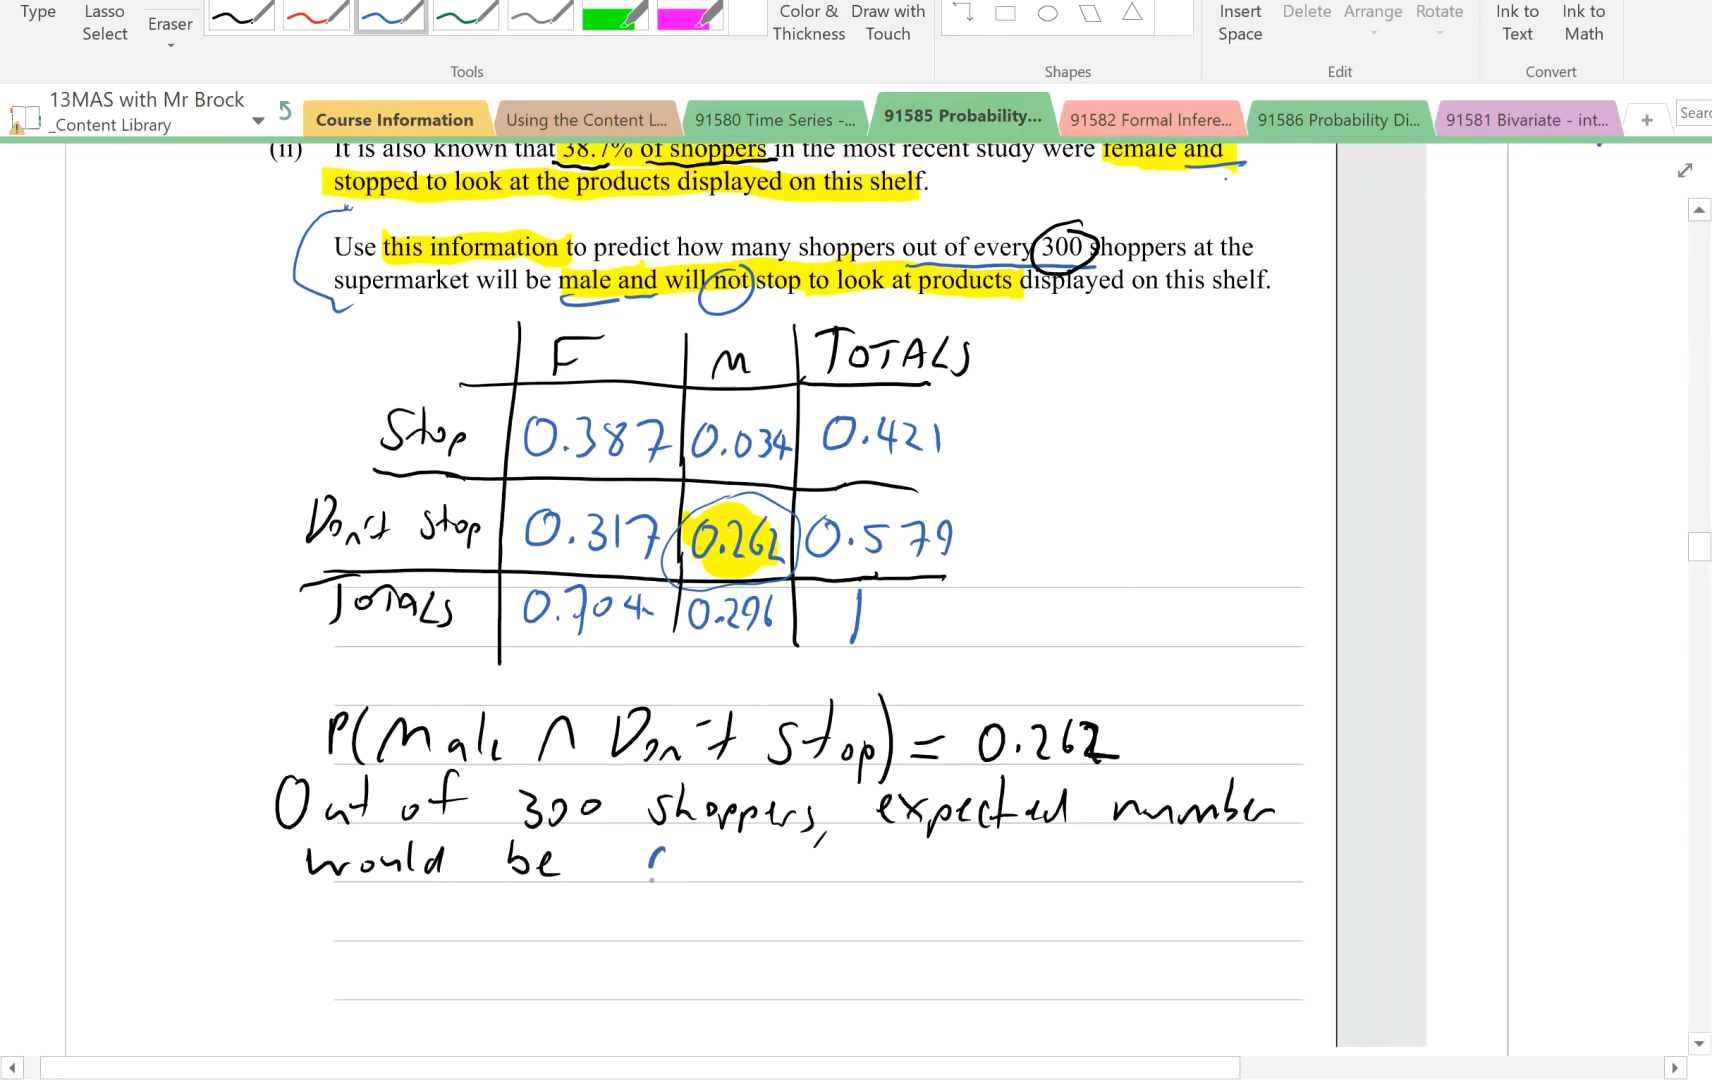 Type
Lasso
Select
Eraser
Color &
Thickness
Draw with
Touch
Insert
Space
Delete
Arrange
Rotate
Ink to
Text
Ink to
Math
Tools
Shapes
Edit
Convert
13MAS with Mr Brock
_Content Library
Course Information
Using the Content L...
91580 Time Series -...
91585 Probability...
91582 Formal Infere...
91586 Probability Di...
91581 Bivariate - int...
+
Sear
(ii) It is also known that 38.7% of shoppers in the most recent study were female and
stopped to look at the products displayed on this shelf.
Use this information to predict how many shoppers out of every 300 shoppers at the
supermarket will be male and will not stop to look at products displayed on this shelf.
F M TOTALS
Stop 0.387 0.034 0.421
Don't stop 0.317 0.262 0.579
TOTALS 0.704 0.296 1
P(Male ∩ Don't Stop) = 0.262
Out of 300 shoppers, expected number
would be